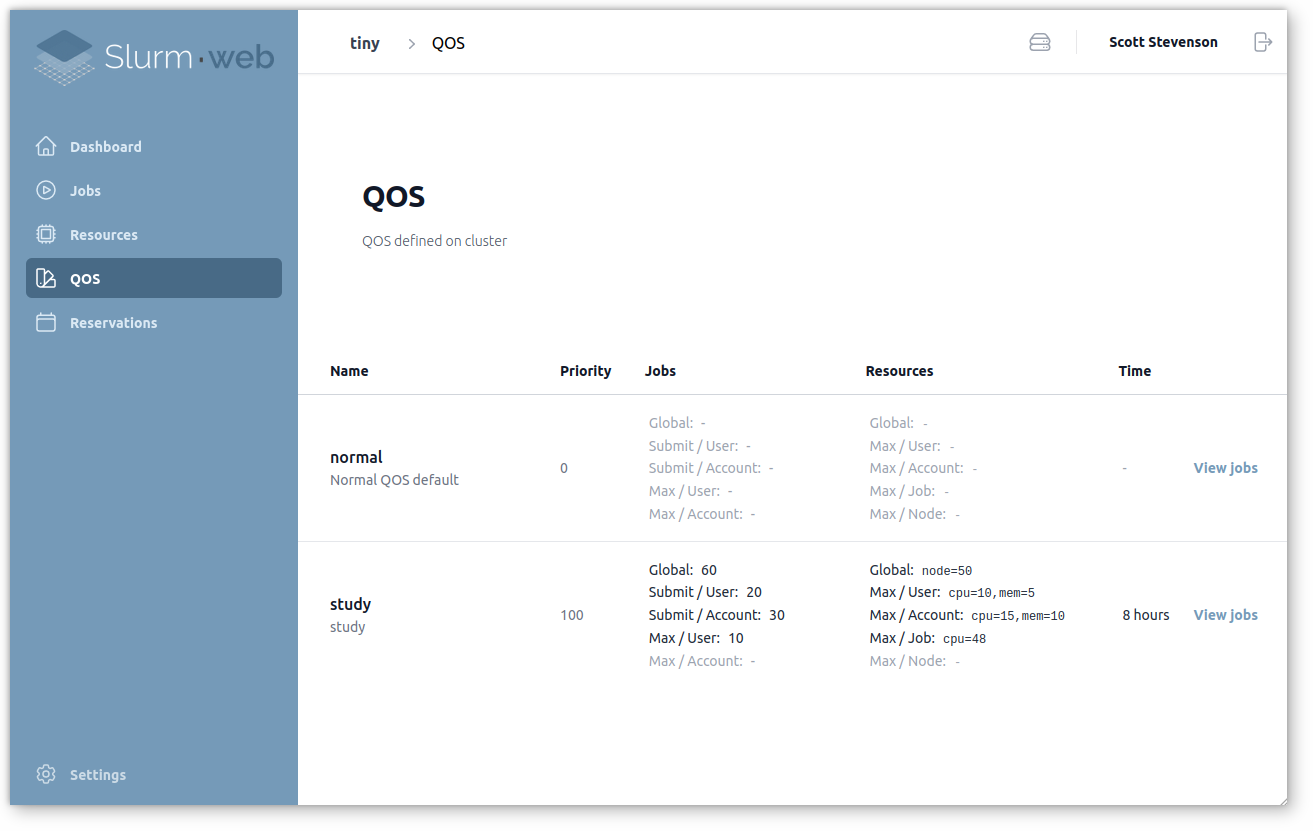 Slurm·web
tiny > QOS
Scott Stevenson
Dashboard
Jobs
Resources
QOS
Reservations
Settings
QOS
QOS defined on cluster
Name Priority Jobs Resources Time
normal
Normal QOS default
0
Global: -
Submit / User: -
Submit / Account: -
Max / User: -
Max / Account: -
Global: -
Max / User: -
Max / Account: -
Max / Job: -
Max / Node: -
-
View jobs
study
study
100
Global: 60
Submit / User: 20
Submit / Account: 30
Max / User: 10
Max / Account: -
Global: node=50
Max / User: cpu=10,mem=5
Max / Account: cpu=15,mem=10
Max / Job: cpu=48
Max / Node: -
8 hours
View jobs